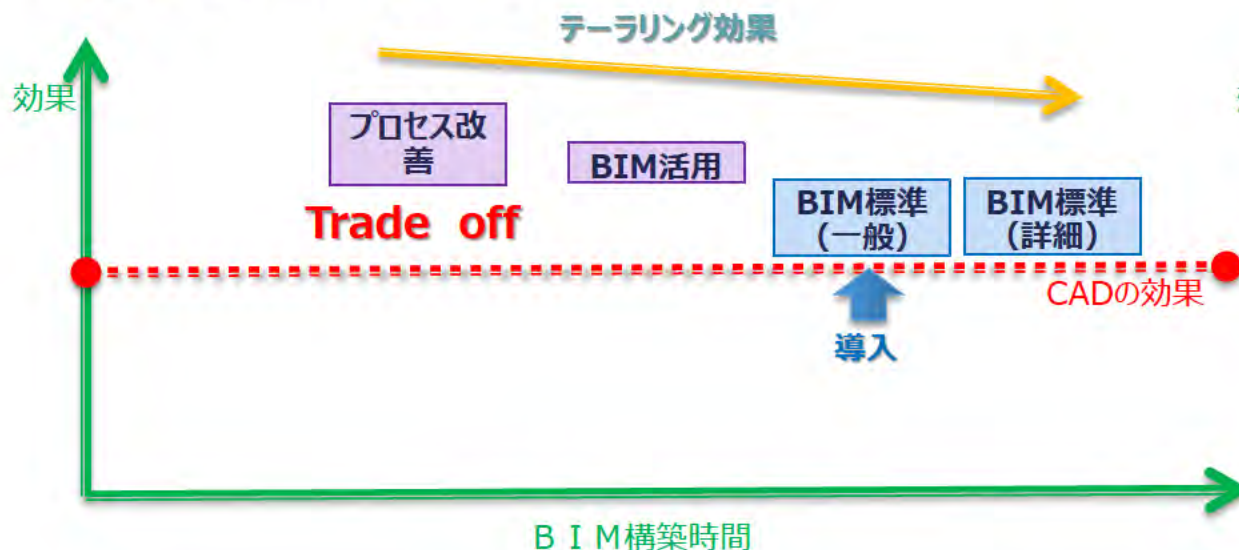 テーラリング効果
効果
プロセス改
善
BIM活用
BIM標準
(一般)
BIM標準
(詳細)
Trade off
CADの効果
導入
ＢＩＭ構築時間